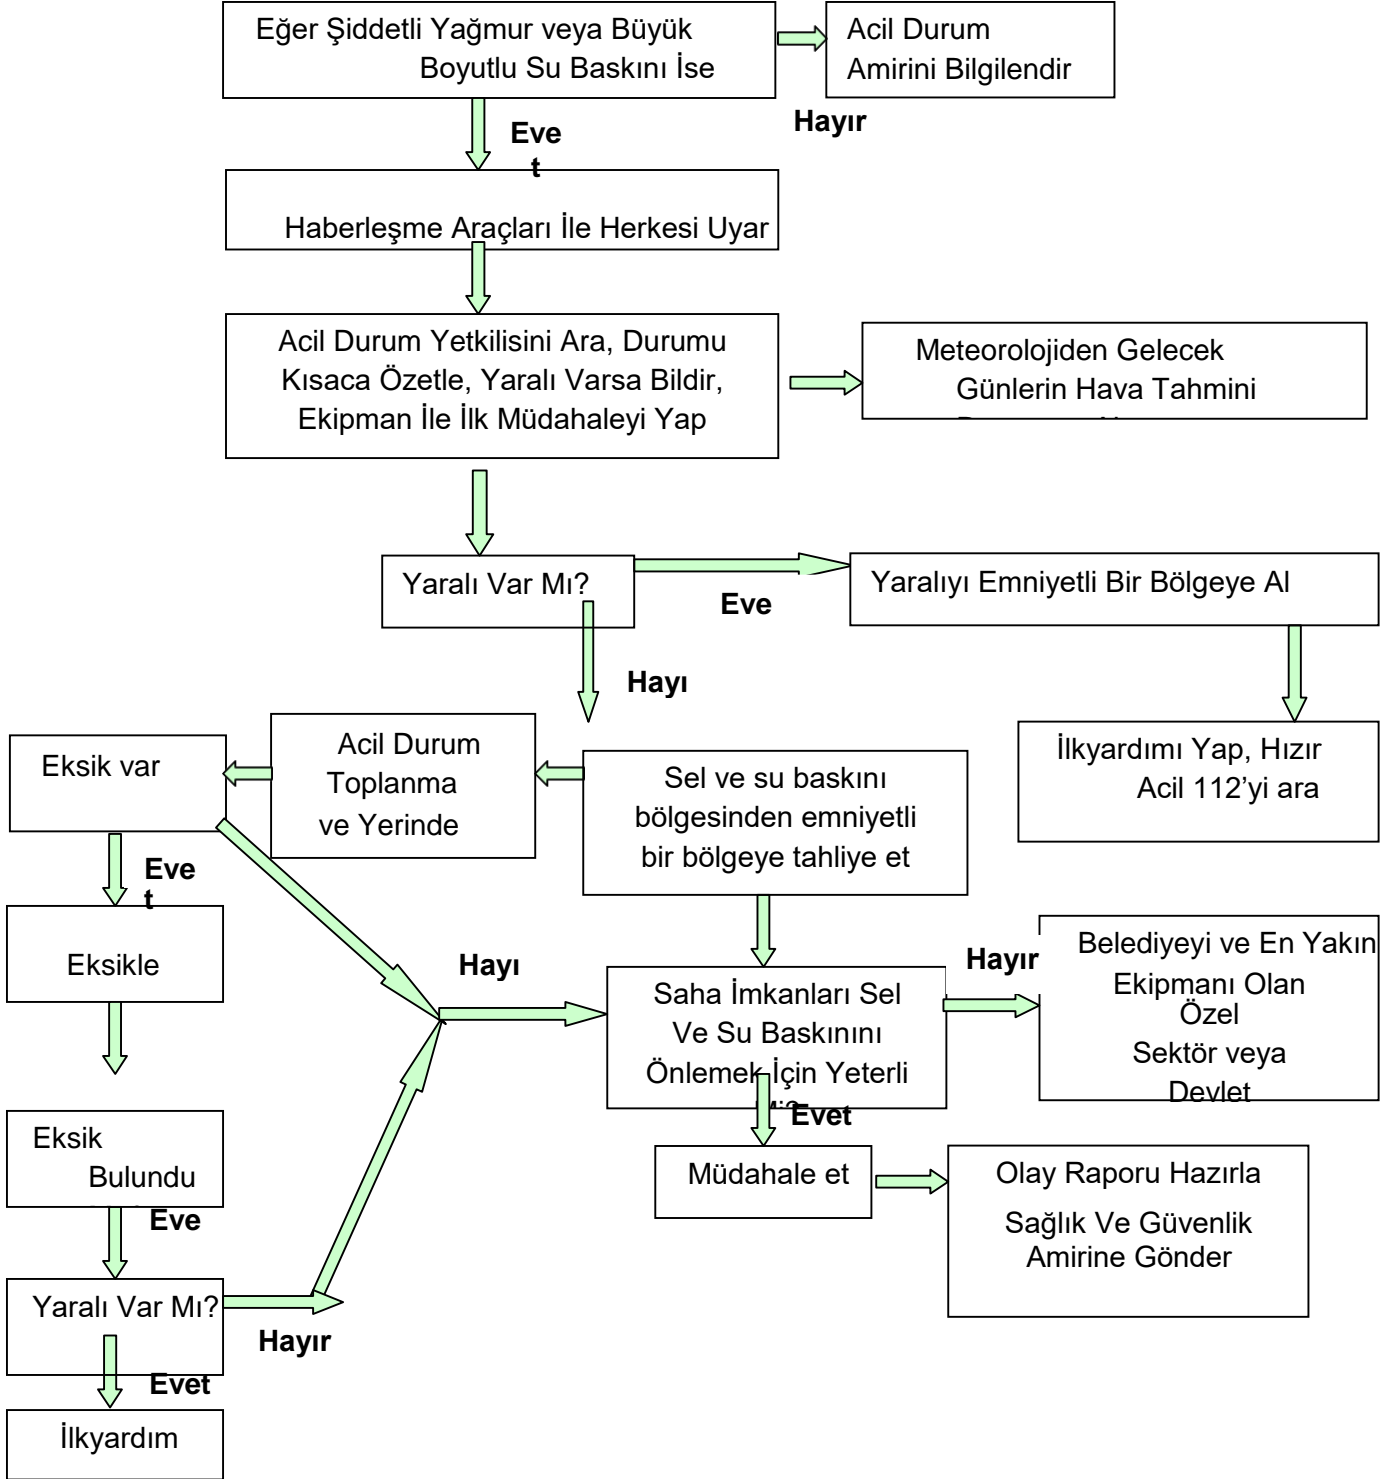 Eğer Şiddetli Yağmur veya Büyük
Boyutlu Su Baskını İse
Acil Durum
Amirini Bilgilendir
Hayır
Eve
t
Haberleşme Araçları İle Herkesi Uyar
Acil Durum Yetkilisini Ara, Durumu
Kısaca Özetle, Yaralı Varsa Bildir,
Ekipman İle İlk Müdahaleyi Yap
Meteorolojiden Gelecek
Günlerin Hava Tahmini
Yaralı Var Mı?
Eve
Yaralıyı Emniyetli Bir Bölgeye Al
Hayı
İlkyardımı Yap, Hızır
Acil 112’yi ara
Eksik var
Acil Durum
Toplanma
ve Yerinde
Sel ve su baskını
bölgesinden emniyetli
bir bölgeye tahliye et
Eve
t
Eksikle
Hayı
Saha İmkanları Sel
Ve Su Baskınını
Önlemek İçin Yeterli
Hayır
Belediyeyi ve En Yakın
Ekipmanı Olan
Özel
Sektör veya
Devlet
Evet
Eksik
Bulundu
Eve
Müdahale et
Olay Raporu Hazırla
Sağlık Ve Güvenlik
Amirine Gönder
Yaralı Var Mı?
Hayır
Evet
İlkyardım